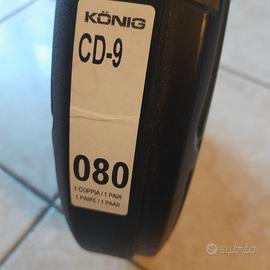 KÖNIG
CD-9
080
1 COPPIA / 1 PAIR
1 PAIRE / 1 PAAR
subito